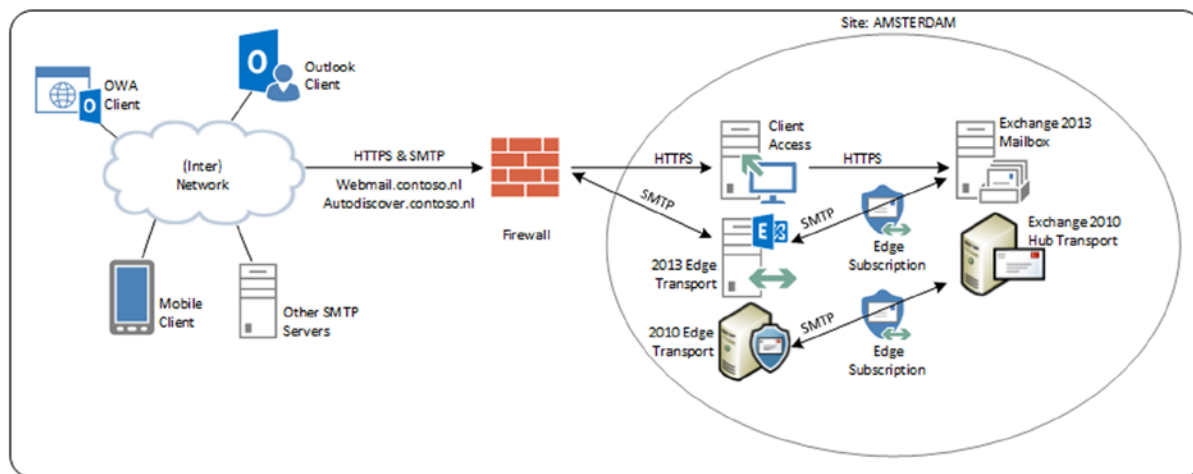 Site: AMSTERDAM
OWA
Client
Outlook
Client
(Inter)
Network
Mobile
Client
Other SMTP
Servers
HTTPS & SMTP
Webmail.contoso.nl
Autodiscover.contoso.nl
Firewall
HTTPS
SMTP
Client
Access
HTTPS
Exchange 2013
Mailbox
SMTP
Edge
Subscription
2013 Edge
Transport
Exchange 2010
Hub Transport
2010 Edge
Transport
SMTP
Edge
Subscription
O
O
E